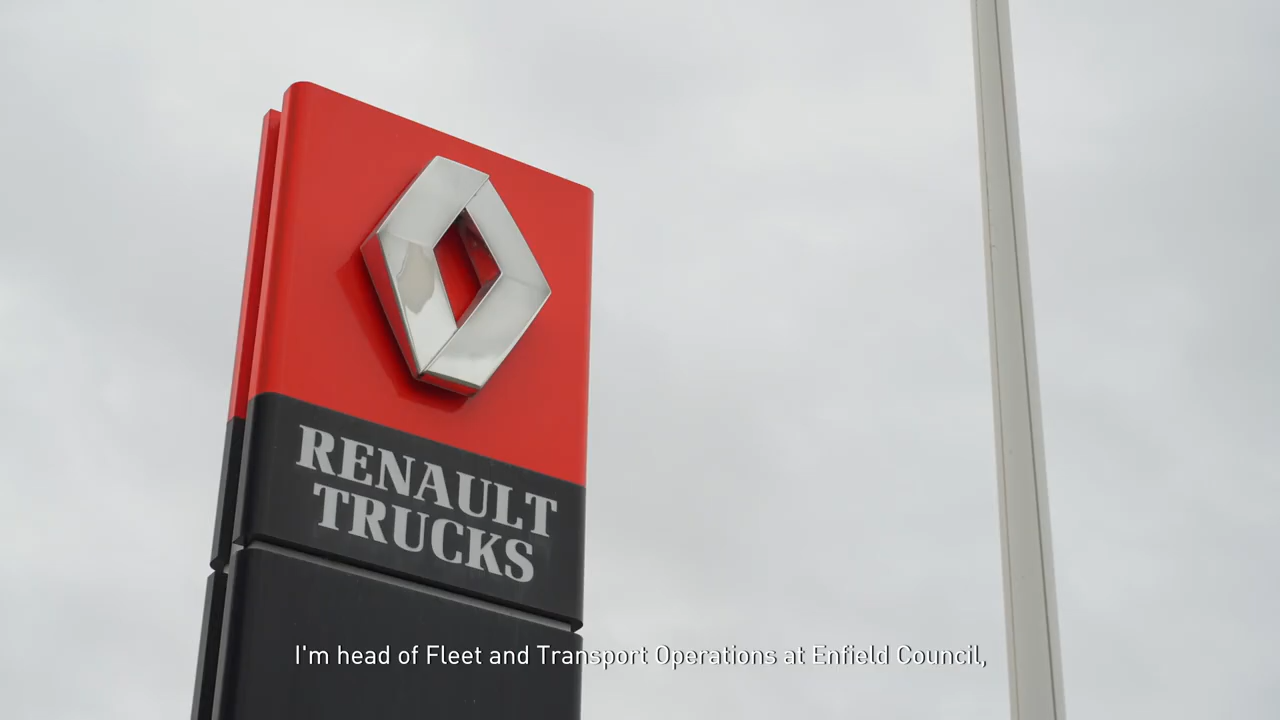 RENAULT
TRUCKS
I'm head of Fleet and Transport Operations at Enfield Council,